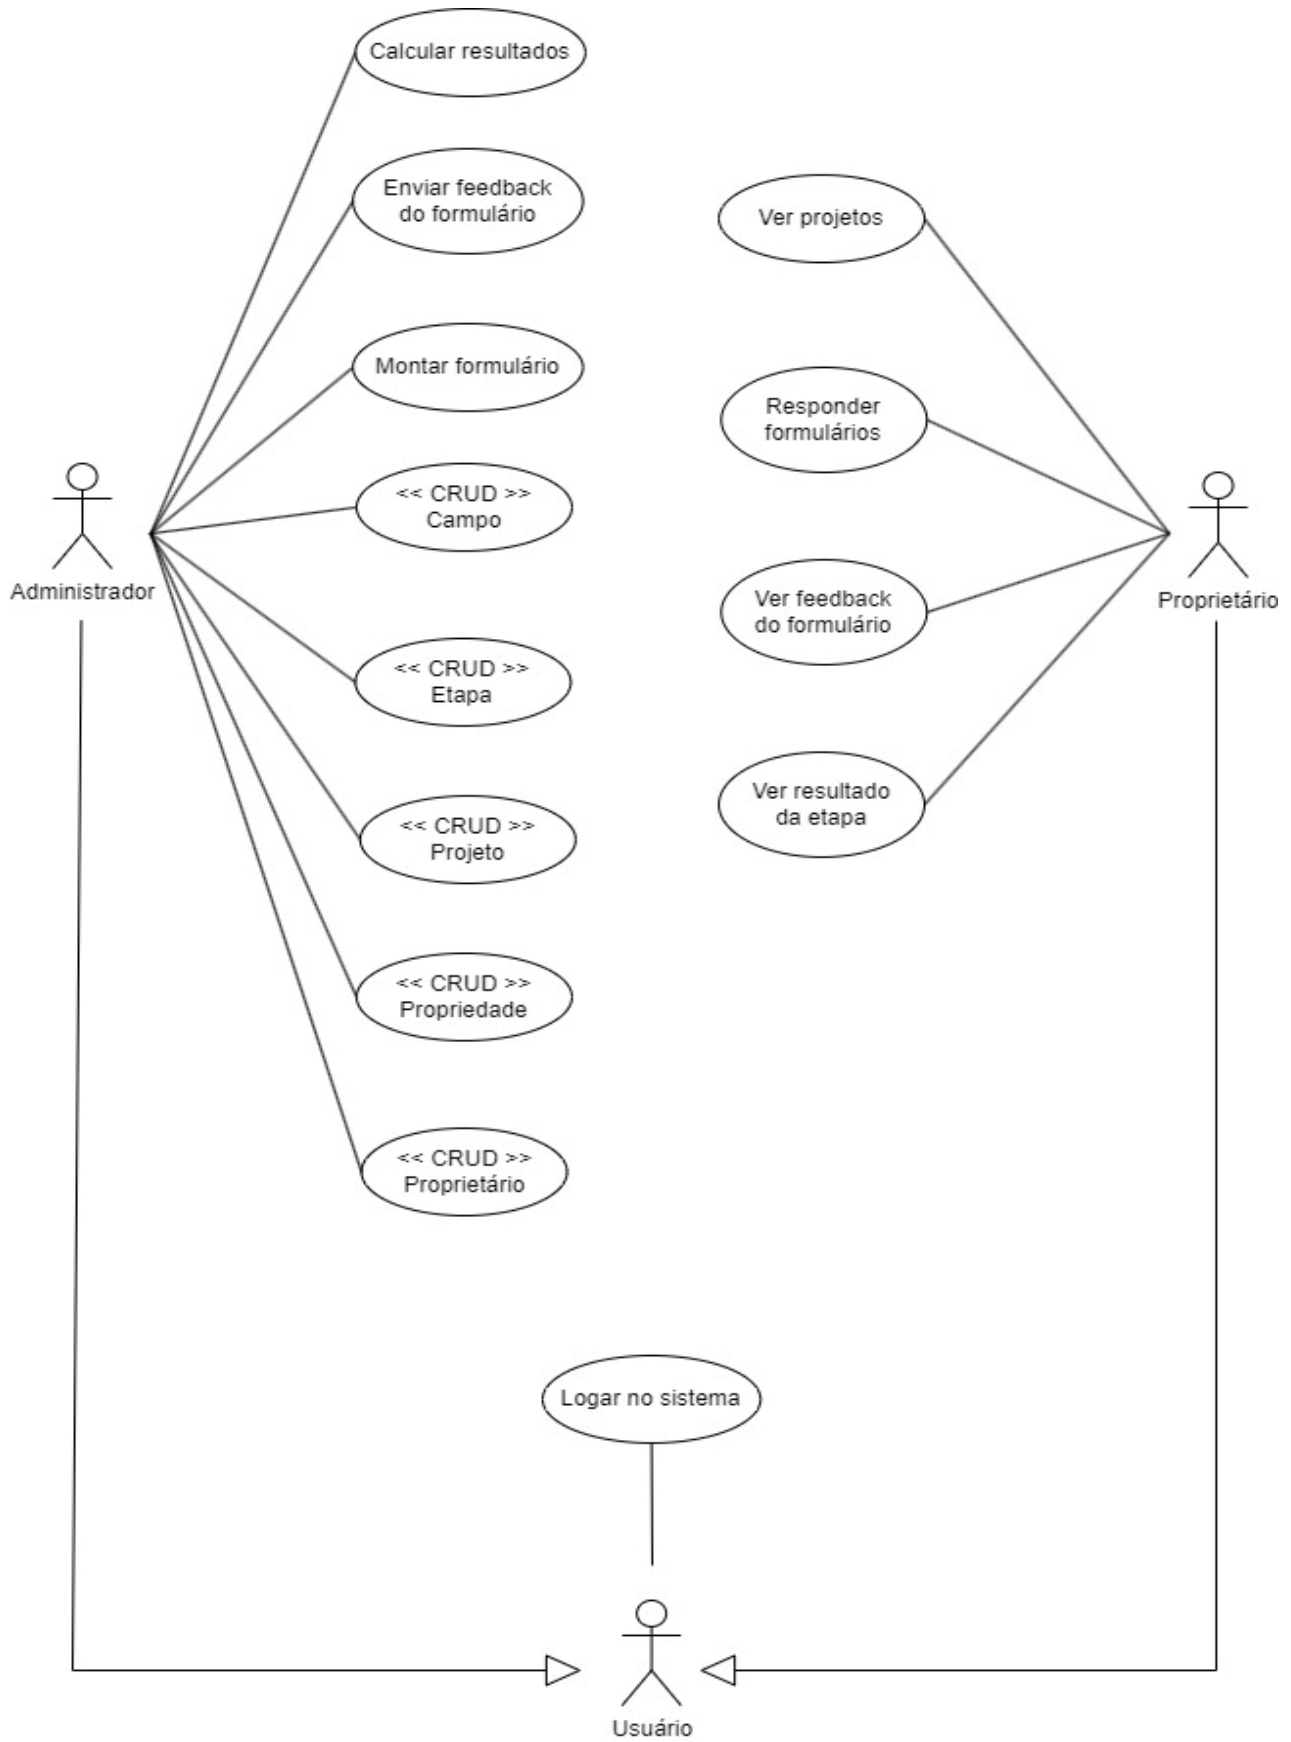 Calcular resultados
Enviar feedback
do formulário
Ver projetos
Montar formulário
Responder
formulários
<< CRUD >>
Campo
Administrador
Proprietário
Ver feedback
do formulário
<< CRUD >>
Etapa
Ver resultado
da etapa
<< CRUD >>
Projeto
<< CRUD >>
Propriedade
<< CRUD >>
Proprietário
Logar no sistema
Usuário